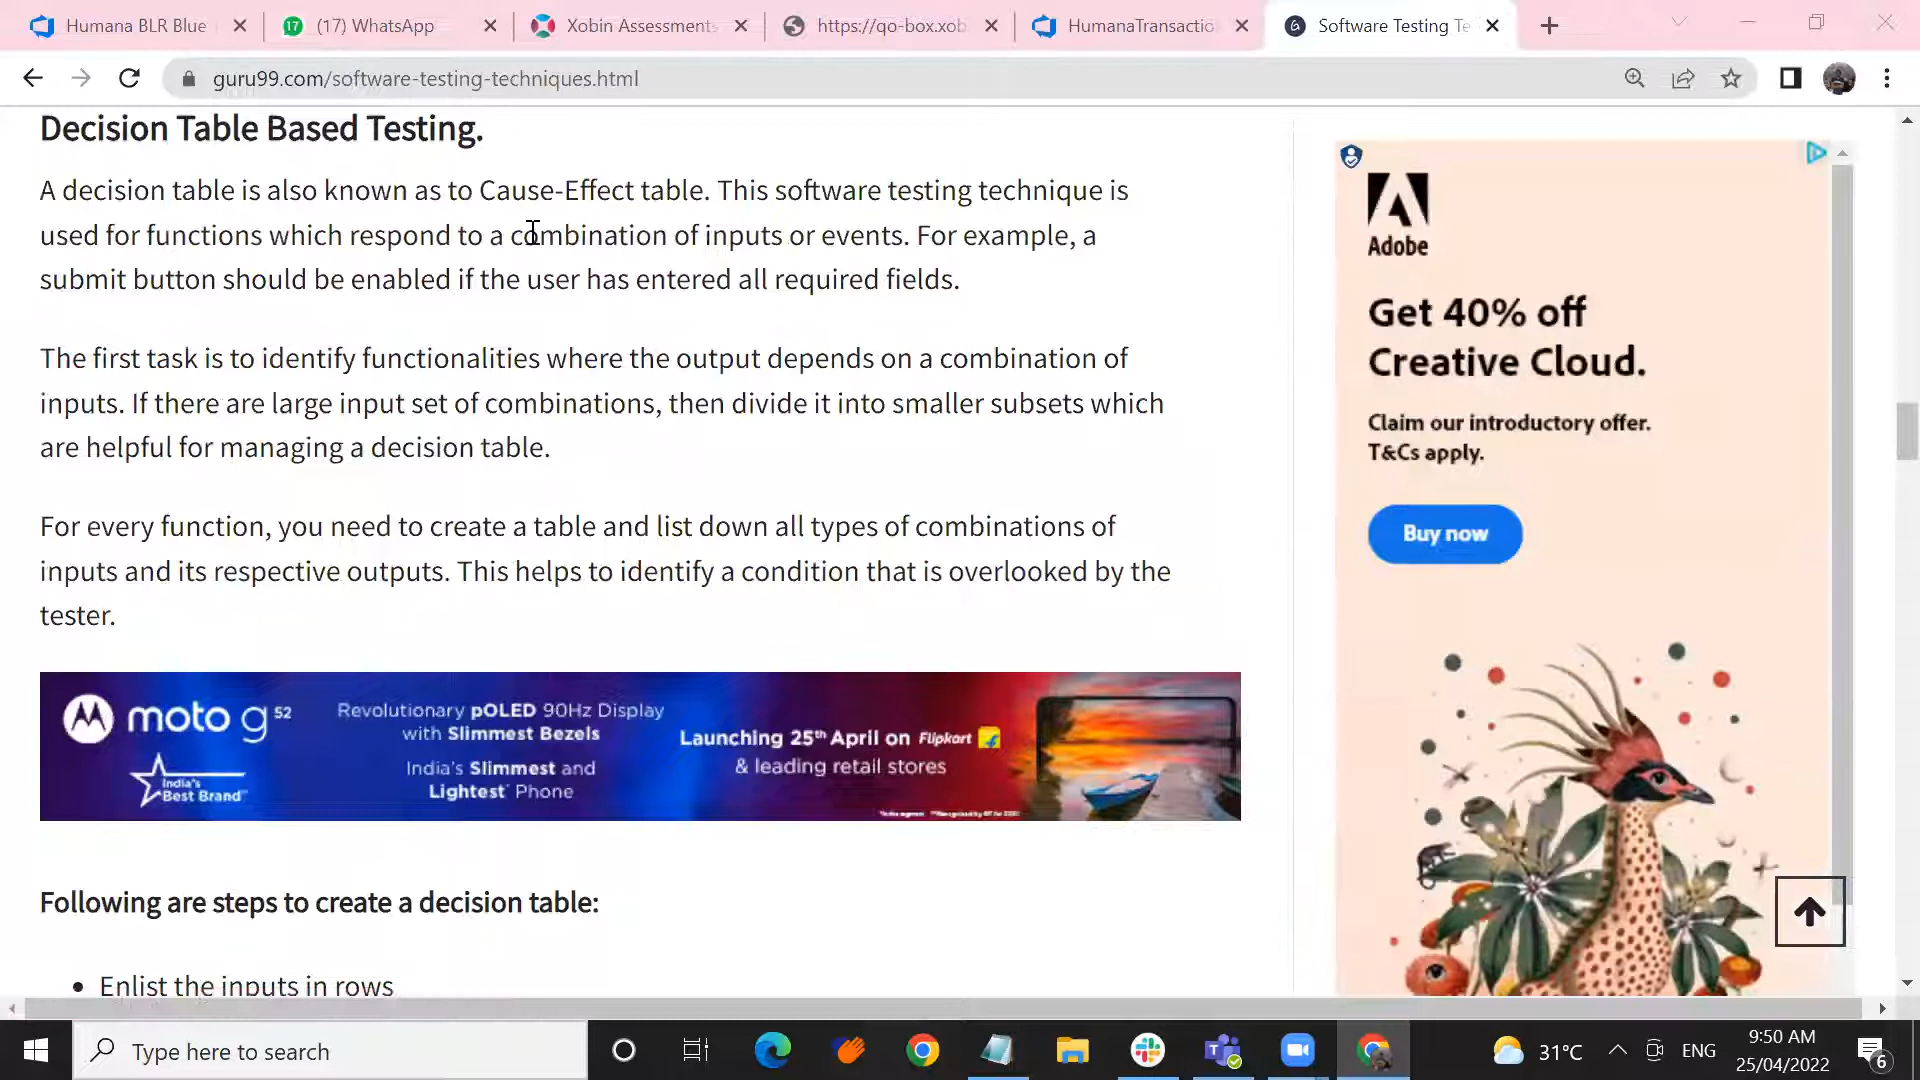 Humana BLR Blue
(17) WhatsApp
Xobin Assessments
https://qo-box.xob
HumanaTransactio
Software Testing Te
guru99.com/software-testing-techniques.html
Decision Table Based Testing.
A decision table is also known as to Cause-Effect table. This software testing technique is
used for functions which respond to a combination of inputs or events. For example, a
submit button should be enabled if the user has entered all required fields.
The first task is to identify functionalities where the output depends on a combination of
inputs. If there are large input set of combinations, then divide it into smaller subsets which
are helpful for managing a decision table.
For every function, you need to create a table and list down all types of combinations of
inputs and its respective outputs. This helps to identify a condition that is overlooked by the
tester.
moto g52
India's
Best Brand
Revolutionary pOLED 90Hz Display
with Slimmest Bezels
India's Slimmest and
Lightest* Phone
Launching 25th April on Flipkart
& leading retail stores
Following are steps to create a decision table:
• Enlist the inputs in rows
Adobe
Get 40% off
Creative Cloud.
Claim our introductory offer.
T&Cs apply.
Buy now
Type here to search
31°C
ENG
9:50 AM
25/04/2022
6